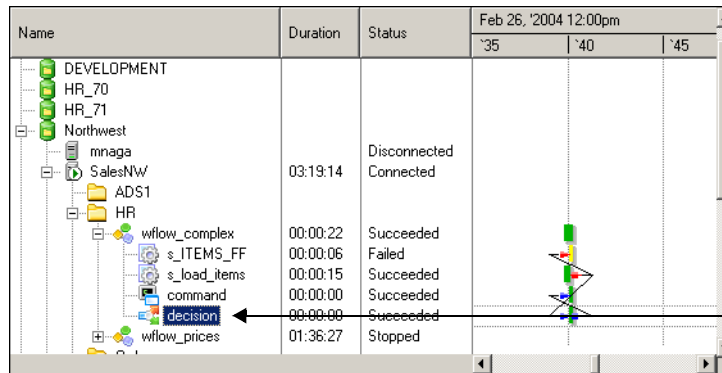 Name Duration Status Feb 26, '2004 12:00pm
`35 `40 `45
DEVELOPMENT
HR_70
HR_71
Northwest
mnaga Disconnected
SalesNW 03:19:14 Connected
ADS1
HR
wflow_complex 00:00:22 Succeeded
s_ITEMS_FF 00:00:06 Failed
s_load_items 00:00:15 Succeeded
command 00:00:00 Succeeded
decision 00:00:00 Succeeded
wflow_prices 01:36:27 Stopped